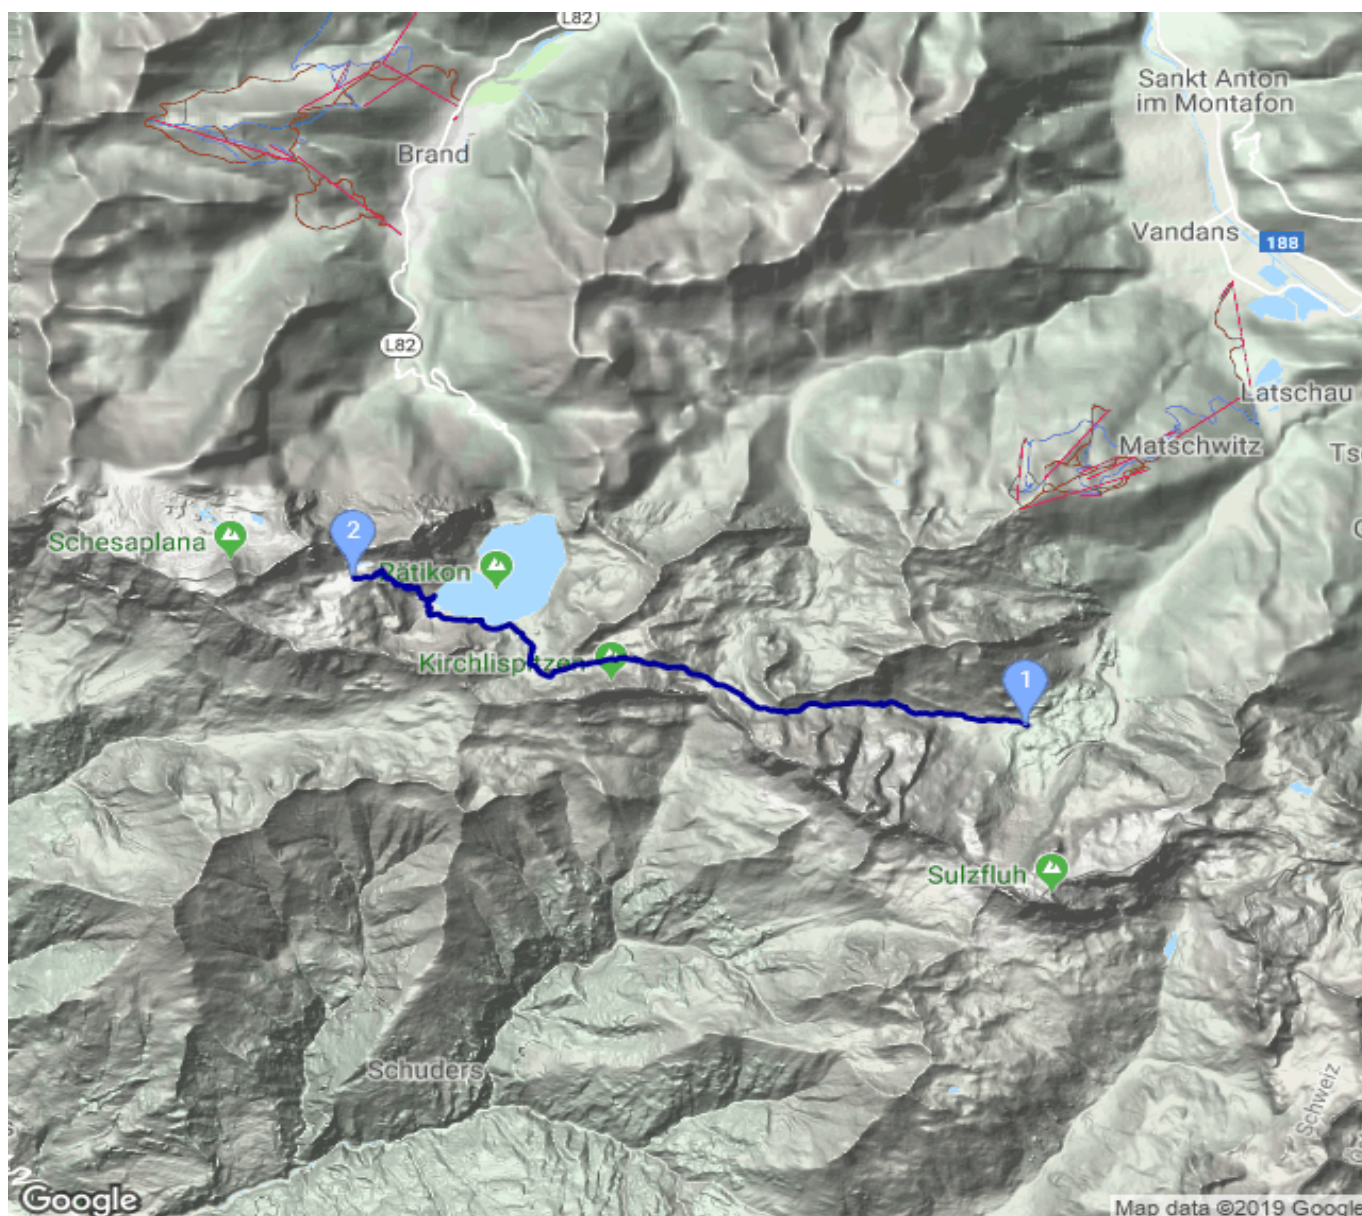 L82
Sankt Anton
im Montafon
Brand
Vandans
188
L82
Latschau
Matschwitz
Ts
Schesaplana
2
Rätikon
Kirchlispitzen
1
Sulzfluh
Schuders
Schweiz
Google
Map data ©2019 Google